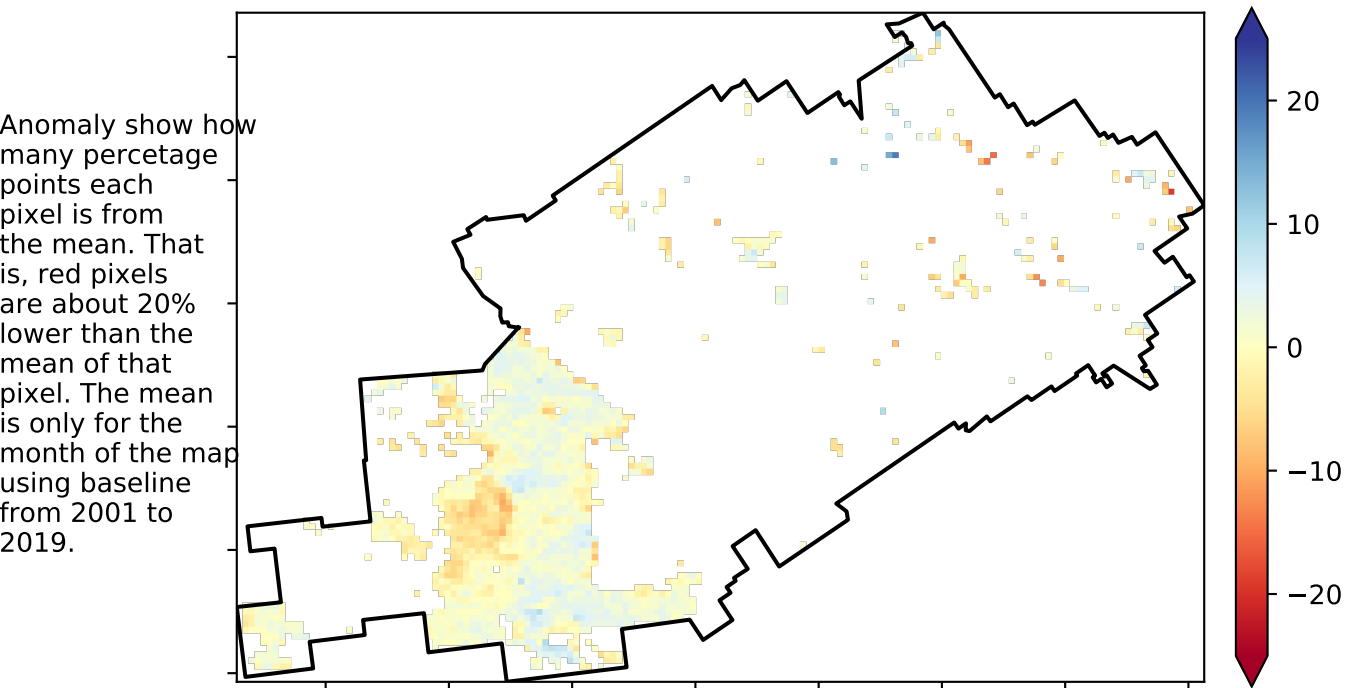 Anomaly show how
many percetage
points each
pixel is from
the mean. That
is, red pixels
are about 20%
lower than the
mean of that
pixel. The mean
is only for the
month of the map
using baseline
from 2001 to
2019.
20
10
0
−10
−20